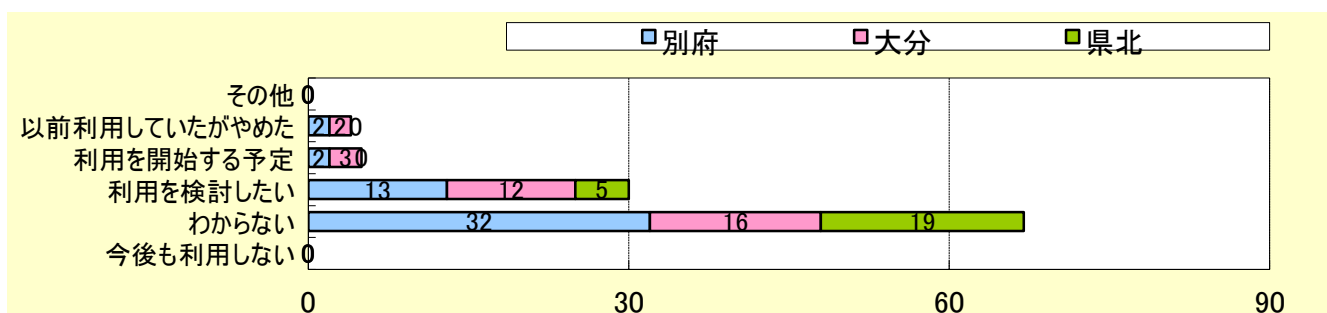 別府 大分 県北
その他 0
以前利用していたがやめた 2 2 0
利用を開始する予定 2 3 0
利用を検討したい 13 12 5
わからない 32 16 19
今後も利用しない 0
0 30 60 90